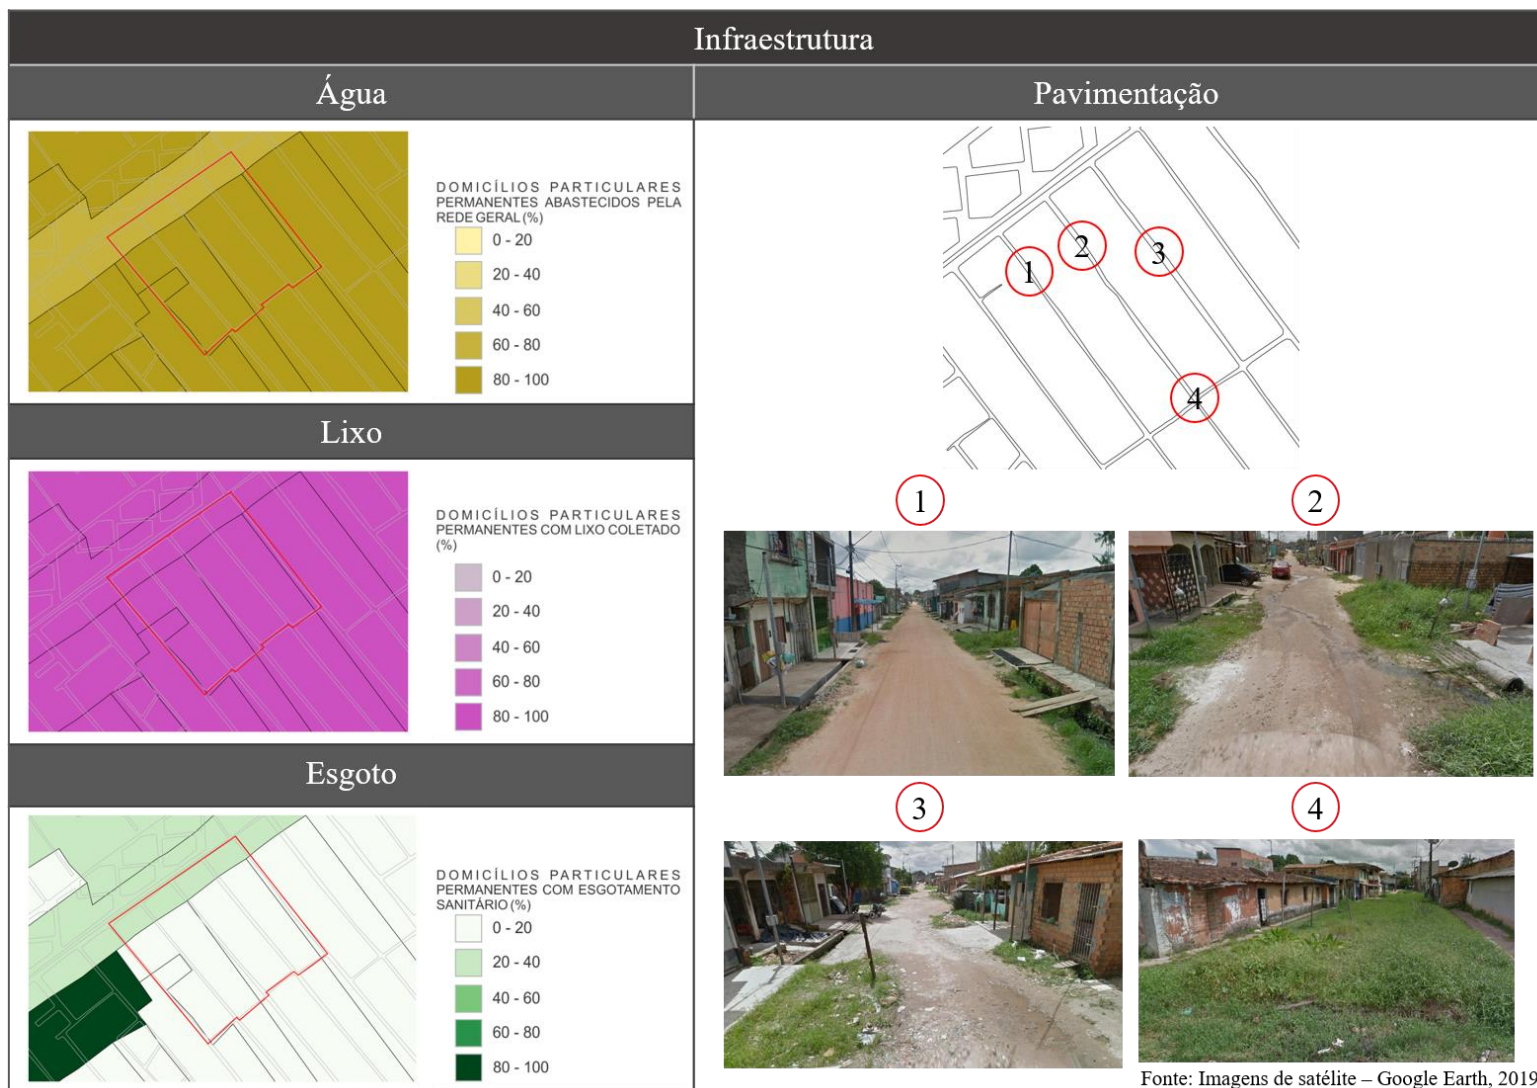 Infraestrutura
Água
Pavimentação
DOMICÍLIOS PARTICULARES
PERMANENTES ABASTECIDOS PELA
REDE GERAL (%)
0 - 20
20 - 40
40 - 60
60 - 80
80 - 100
1
2
3
4
Lixo
DOMICÍLIOS PARTICULARES
PERMANENTES COM LIXO COLETADO
(%)
0 - 20
20 - 40
40 - 60
60 - 80
80 - 100
1
2
Esgoto
DOMICÍLIOS PARTICULARES
PERMANENTES COM ESGOTAMENTO
SANITÁRIO (%)
0 - 20
20 - 40
40 - 60
60 - 80
80 - 100
3
4
Fonte: Imagens de satélite – Google Earth, 2019